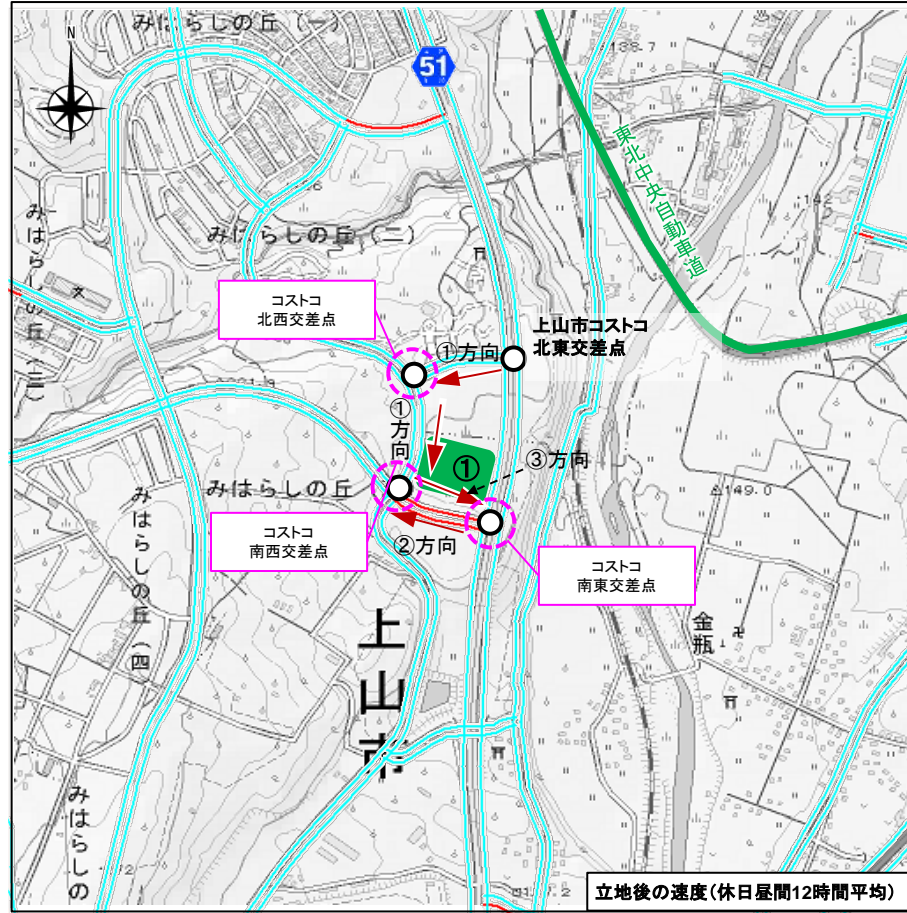 みはらしの丘(一)
N
51
138.7
東北中央自動車道
142
みはらしの丘(二)
みはらしの丘(三)
コストコ
北西交差点
①方向
上山市コストコ
北東交差点
①方向
①
③方向
みはらしの丘
△149.0
コストコ
南西交差点
②方向
コストコ
南東交差点
みはらしの丘(四)
金瓶
上山市
みはらしの
立地後の速度(休日昼間12時間平均)